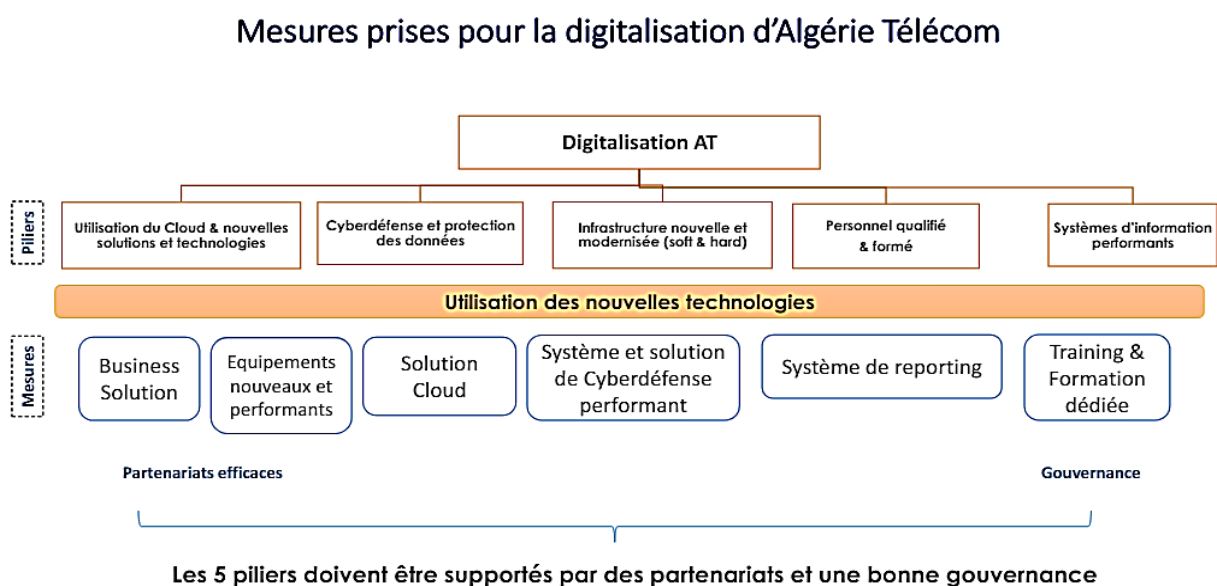 Mesures prises pour la digitalisation d'Algérie Télécom
Digitalisation AT
Piliers
Utilisation du Cloud & nouvelles
solutions et technologies
Cyberdéfense et protection
des données
Infrastructure nouvelle et
modernisée (soft & hard)
Personnel qualifié
& formé
Systèmes d'information
performants
Utilisation des nouvelles technologies
Mesures
Business
Solution
Equipements
nouveaux et
performants
Solution
Cloud
Système et solution
de Cyberdéfense
performant
Système de reporting
Training &
Formation
dédiée
Partenariats efficaces
Gouvernance
Les 5 piliers doivent être supportés par des partenariats et une bonne gouvernance